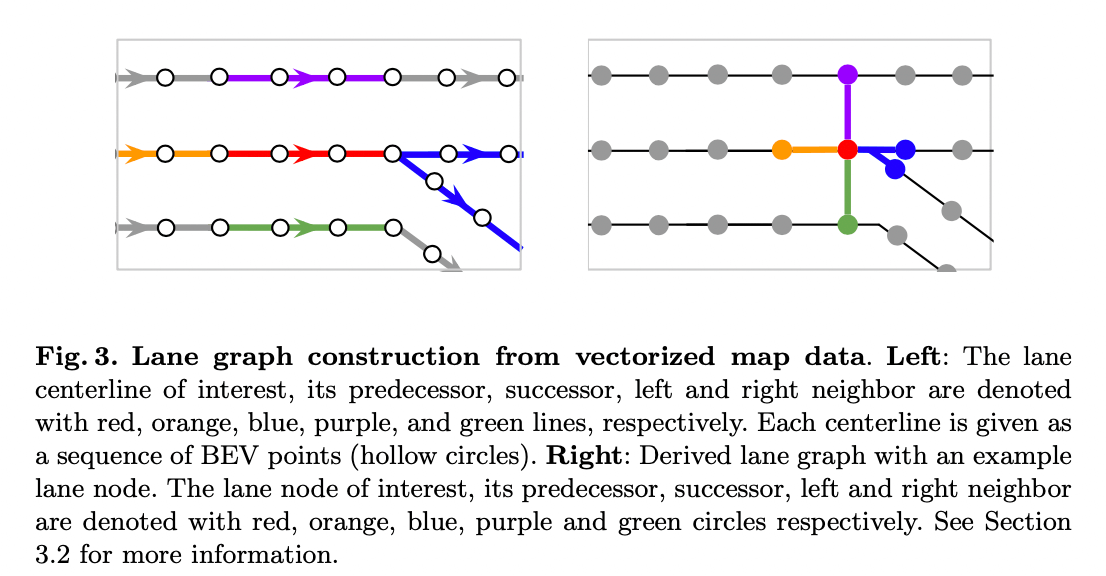 Fig. 3. Lane graph construction from vectorized map data. Left: The lane
centerline of interest, its predecessor, successor, left and right neighbor are denoted
with red, orange, blue, purple, and green lines, respectively. Each centerline is given as
a sequence of BEV points (hollow circles). Right: Derived lane graph with an example
lane node. The lane node of interest, its predecessor, successor, left and right neighbor
are denoted with red, orange, blue, purple and green circles respectively. See Section
3.2 for more information.